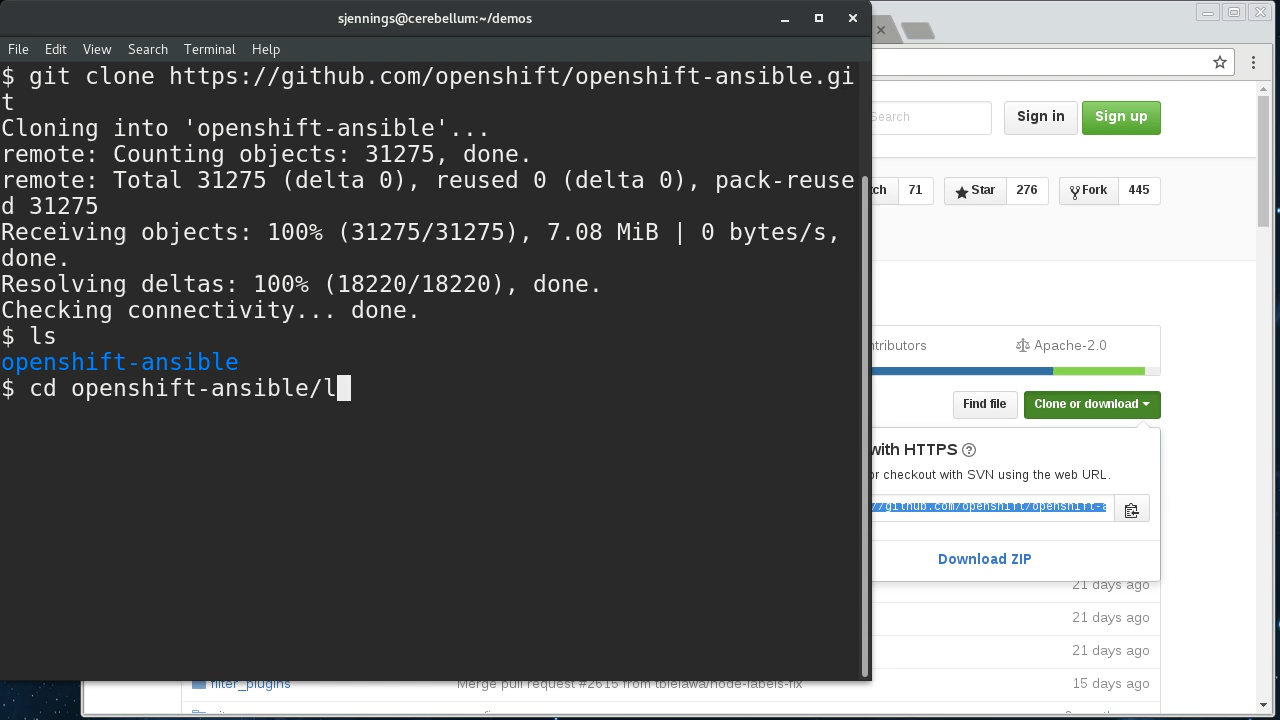 sjennings@cerebellum:~/demos
File Edit View Search Terminal Help
$ git clone https://github.com/openshift/openshift-ansible.gi
t
Cloning into 'openshift-ansible'...
remote: Counting objects: 31275, done.
remote: Total 31275 (delta 0), reused 0 (delta 0), pack-reuse
d 31275
Receiving objects: 100% (31275/31275), 7.08 MiB | 0 bytes/s,
done.
Resolving deltas: 100% (18220/18220), done.
Checking connectivity... done.
$ ls
openshift-ansible
$ cd openshift-ansible/l
Search
Sign in
Sign up
tch 71
Star 276
Fork 445
ntributors
Apache-2.0
Find file
Clone or download
with HTTPS
or checkout with SVN using the web URL.
//github.com/openshift/openshift-a
Download ZIP
21 days ago
21 days ago
21 days ago
filter_plugins Merge pull request #2615 from tbielawa/node-labels-fix 15 days ago